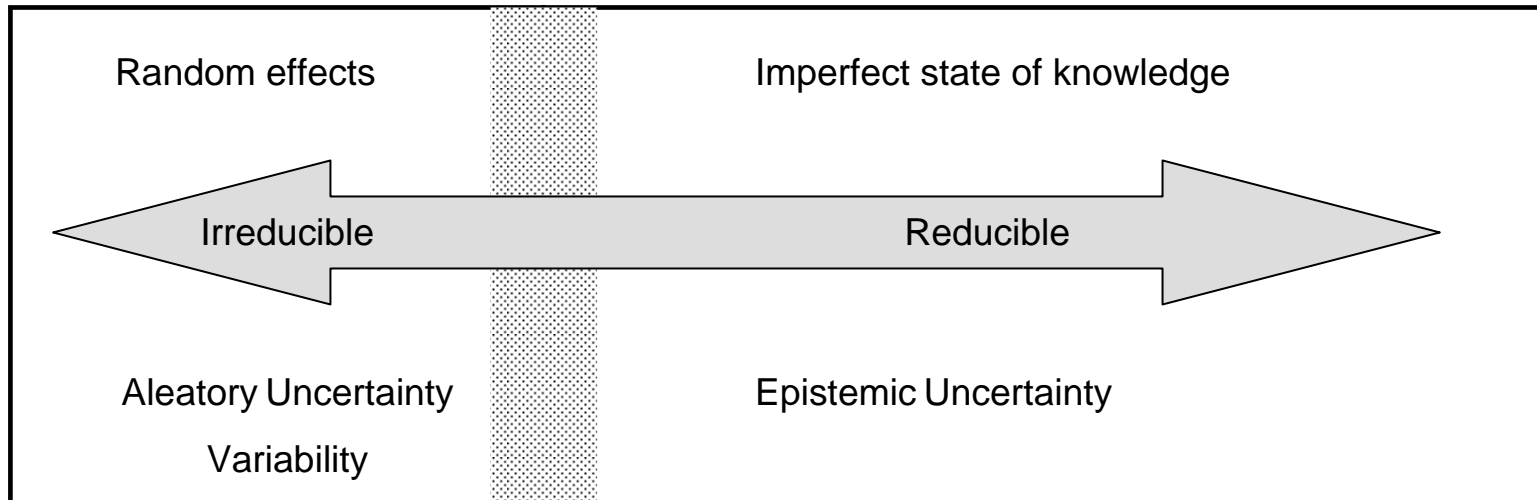 Random effects
Imperfect state of knowledge
Irreducible
Reducible
Aleatory Uncertainty
Epistemic Uncertainty
Variability